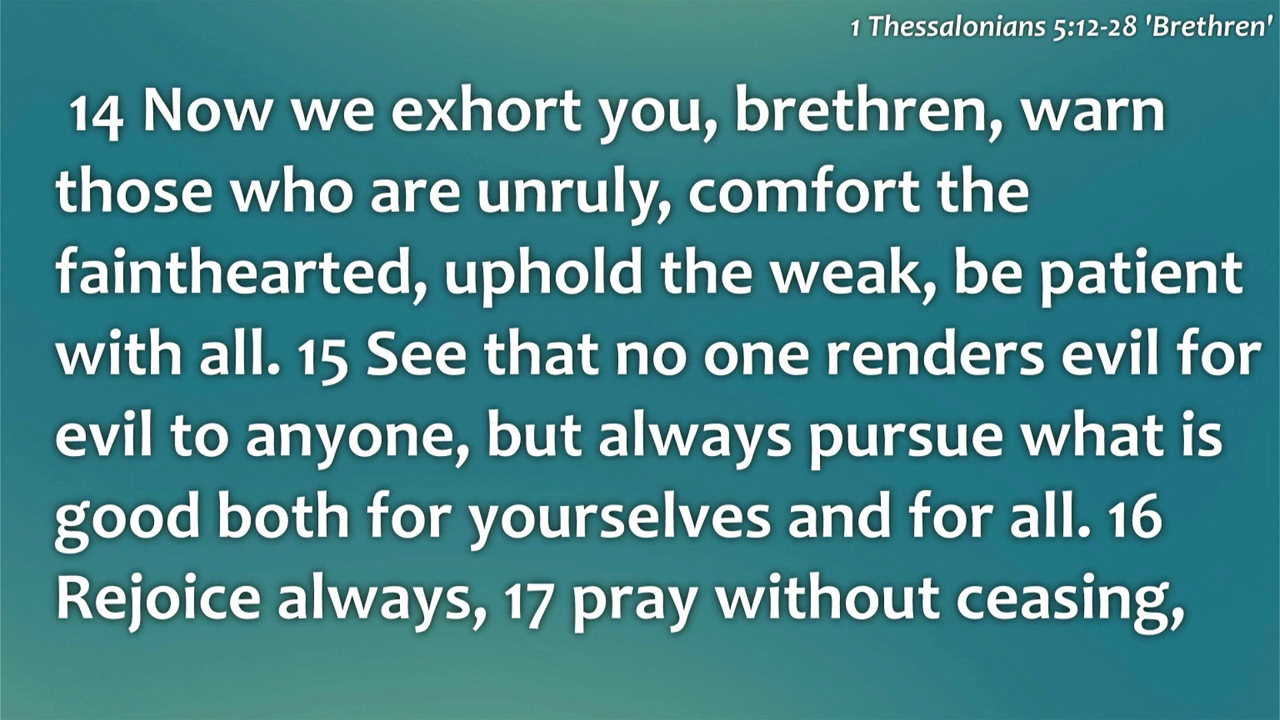 1 Thessalonians 5:12-28 'Brethren'
14 Now we exhort you, brethren, warn
those who are unruly, comfort the
fainthearted, uphold the weak, be patient
with all. 15 See that no one renders evil for
evil to anyone, but always pursue what is
good both for yourselves and for all. 16
Rejoice always, 17 pray without ceasing,